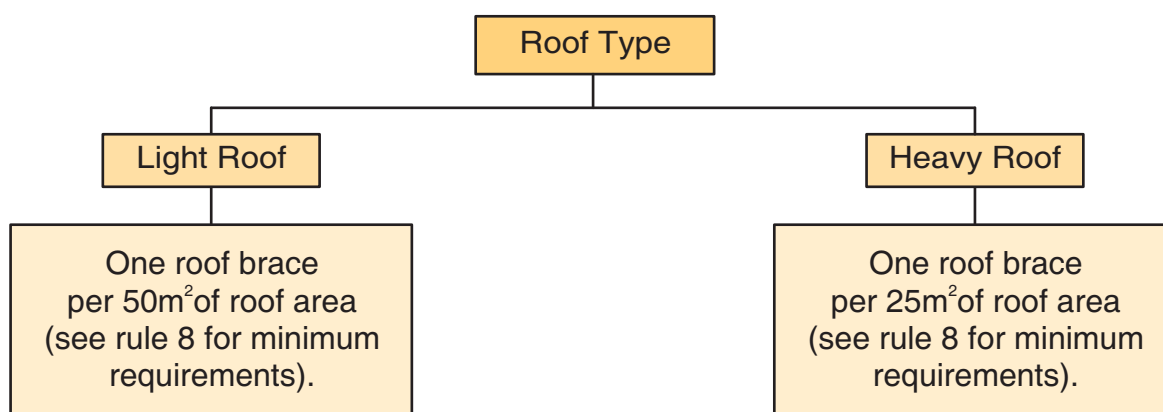 Roof Type
Light Roof
Heavy Roof
One roof brace
per 50m²of roof area
(see rule 8 for minimum
requirements).
One roof brace
per 25m²of roof area
(see rule 8 for minimum
requirements).